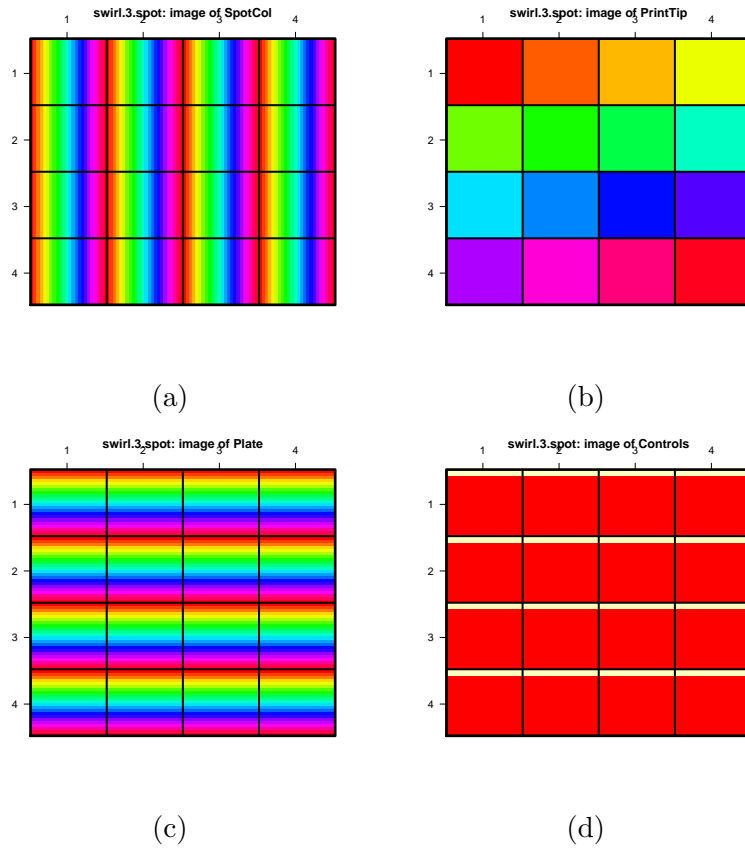 swirl.3.spot: image of SpotCol
1 2 3 4
1
2
3
4
(a)
swirl.3.spot: image of PrintTip
1 2 3 4
1
2
3
4
(b)
swirl.3.spot: image of Plate
1 2 3 4
1
2
3
4
(c)
swirl.3.spot: image of Controls
1 2 3 4
1
2
3
4
(d)